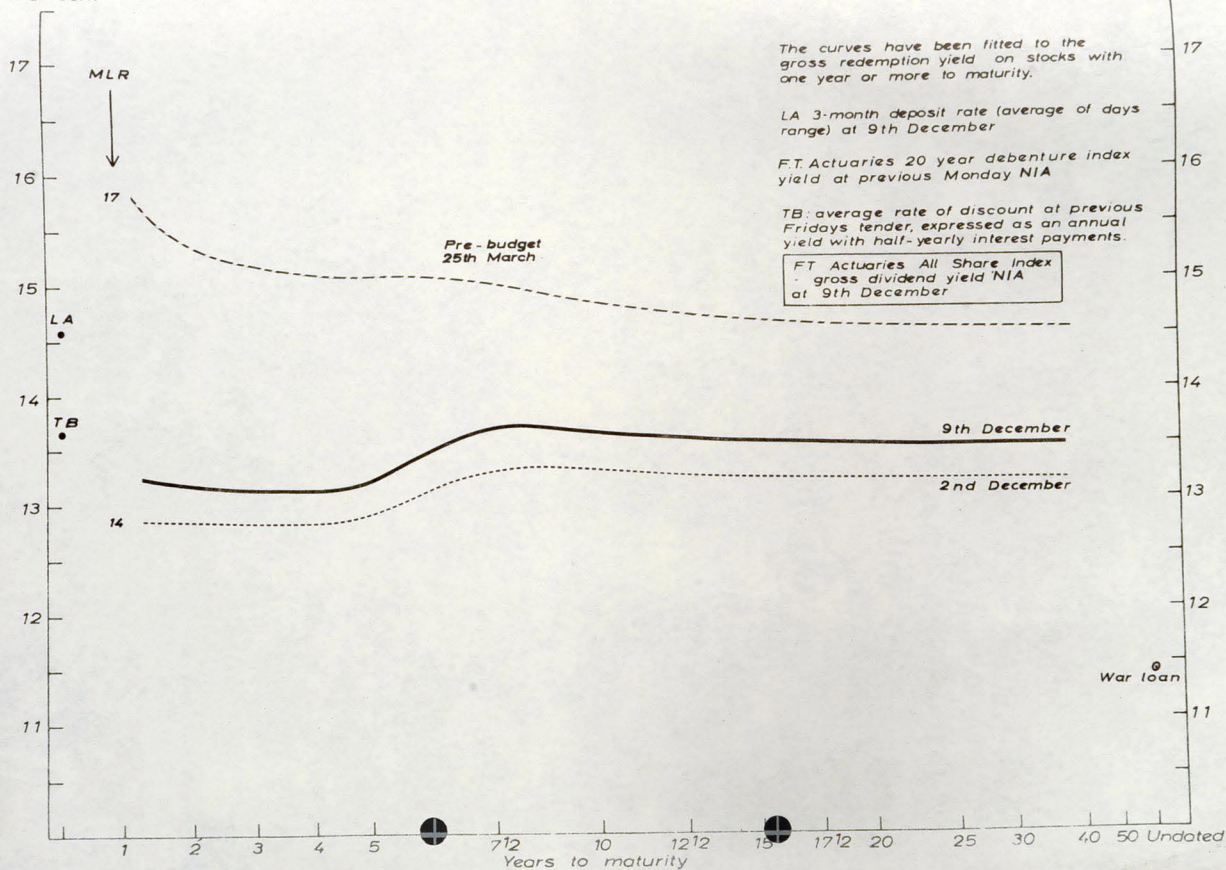 The curves have been fitted to the
gross redemption yield on stocks with
one year or more to maturity.
LA 3-month deposit rate (average of days
range) at 9th December
F.T. Actuaries 20 year debenture index
yield at previous Monday NIA
TB: average rate of discount at previous
Fridays tender, expressed as an annual
yield with half-yearly interest payments.
FT Actuaries All Share Index
- gross dividend yield NIA
at 9th December
MLR
17
Pre-budget
25th March
LA
TB
9th December
2nd December
14
War loan
17
16
15
14
13
12
11
17
16
15
14
13
12
11
1 2 3 4 5 7 1/2 10 12 1/2 15 17 1/2 20 25 30 40 50 Undated
Years to maturity